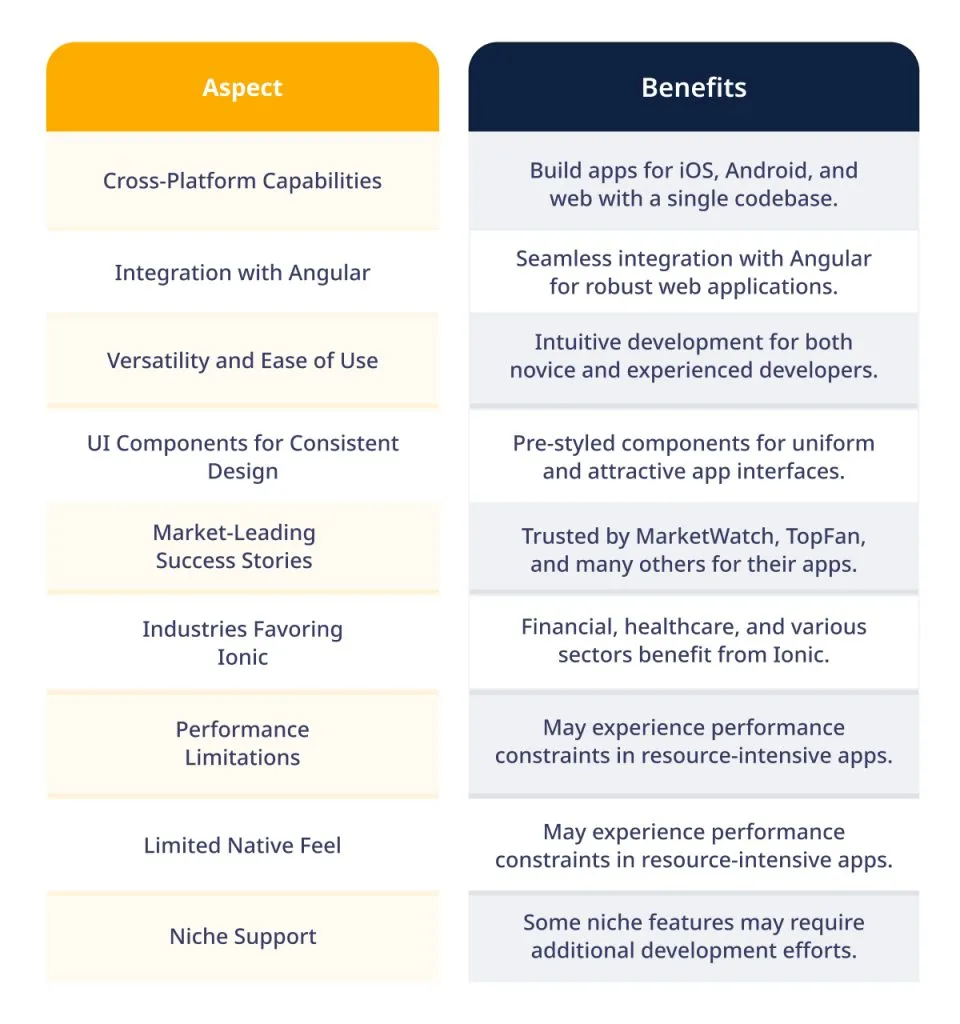 Aspect
Benefits
Cross-Platform Capabilities
Build apps for iOS, Android, and
web with a single codebase.
Integration with Angular
Seamless integration with Angular
for robust web applications.
Versatility and Ease of Use
Intuitive development for both
novice and experienced developers.
UI Components for Consistent
Design
Pre-styled components for uniform
and attractive app interfaces.
Market-Leading
Success Stories
Trusted by MarketWatch, TopFan,
and many others for their apps.
Industries Favoring
Ionic
Financial, healthcare, and various
sectors benefit from Ionic.
Performance
Limitations
May experience performance
constraints in resource-intensive apps.
Limited Native Feel
May experience performance
constraints in resource-intensive apps.
Niche Support
Some niche features may require
additional development efforts.